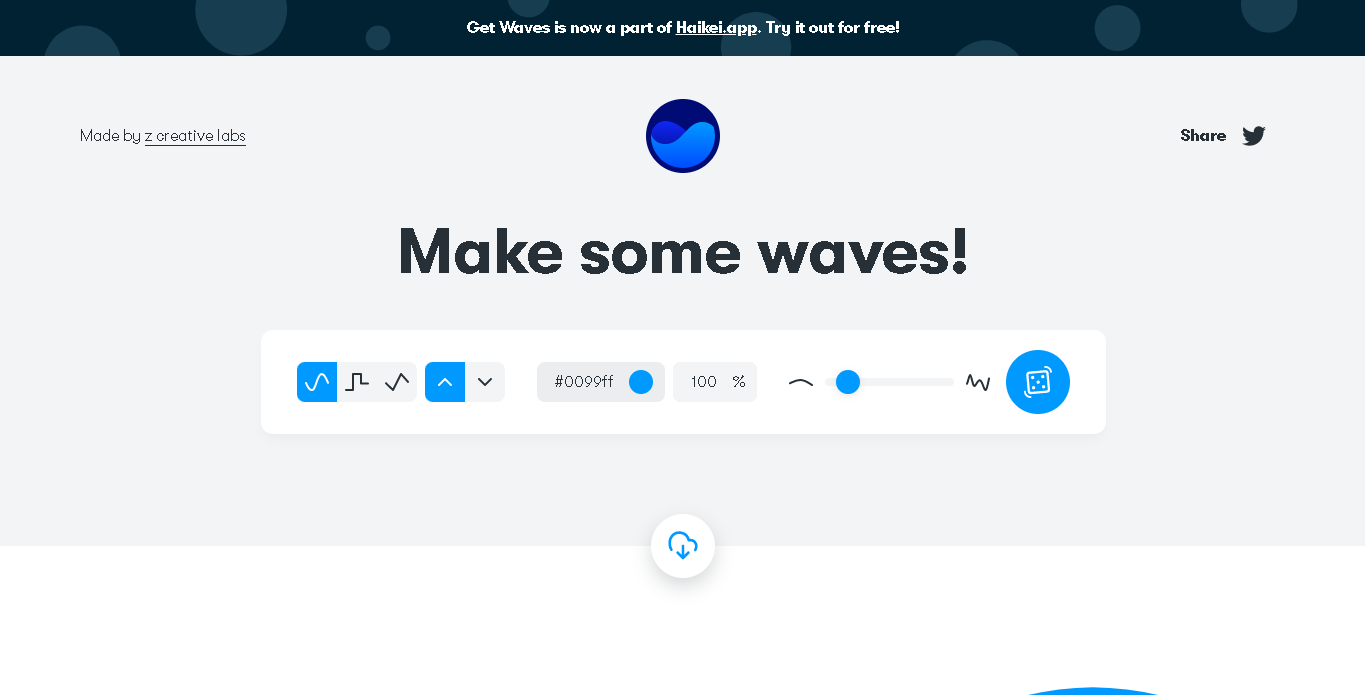 Get Waves is now a part of Haikei.app. Try it out for free!
Made by z creative labs
Share
Make some waves!
#0099ff 100 %